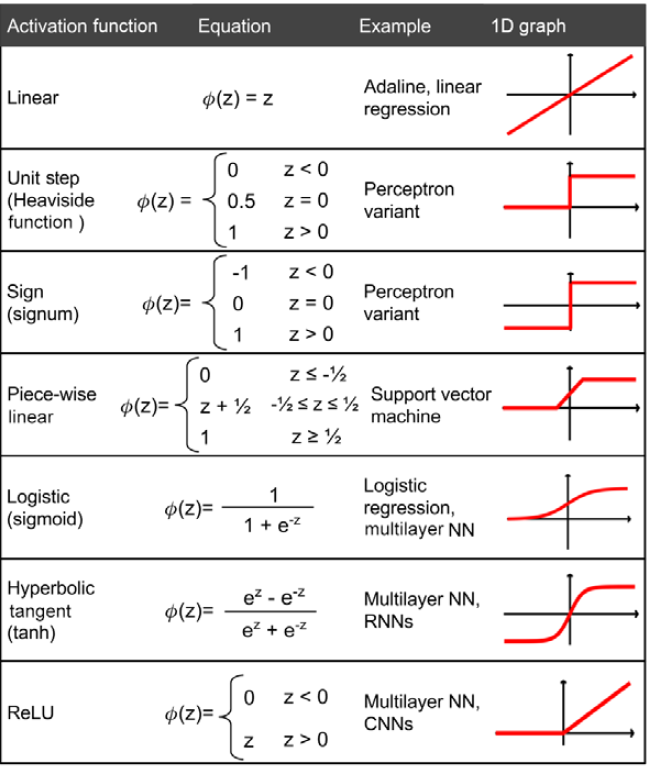 Activation function Equation Example 1D graph
Linear ϕ(z) = z Adaline, linear
regression
Unit step
(Heaviside
function )
ϕ(z) =
0 z < 0
0.5 z = 0
1 z > 0
Perceptron
variant
Sign
(signum)
ϕ(z)=
-1 z < 0
0 z = 0
1 z > 0
Perceptron
variant
Piece-wise
linear
ϕ(z)=
0 z ≤ -½
z + ½ -½ ≤ z ≤ ½
1 z ≥ ½
Support vector
machine
Logistic
(sigmoid)
ϕ(z)=
1
1 + e^-z
Logistic
regression,
multilayer NN
Hyperbolic
tangent
(tanh)
ϕ(z)=
e^z - e^-z
e^z + e^-z
Multilayer NN,
RNNs
ReLU
ϕ(z)=
0 z < 0
z z > 0
Multilayer NN,
CNNs